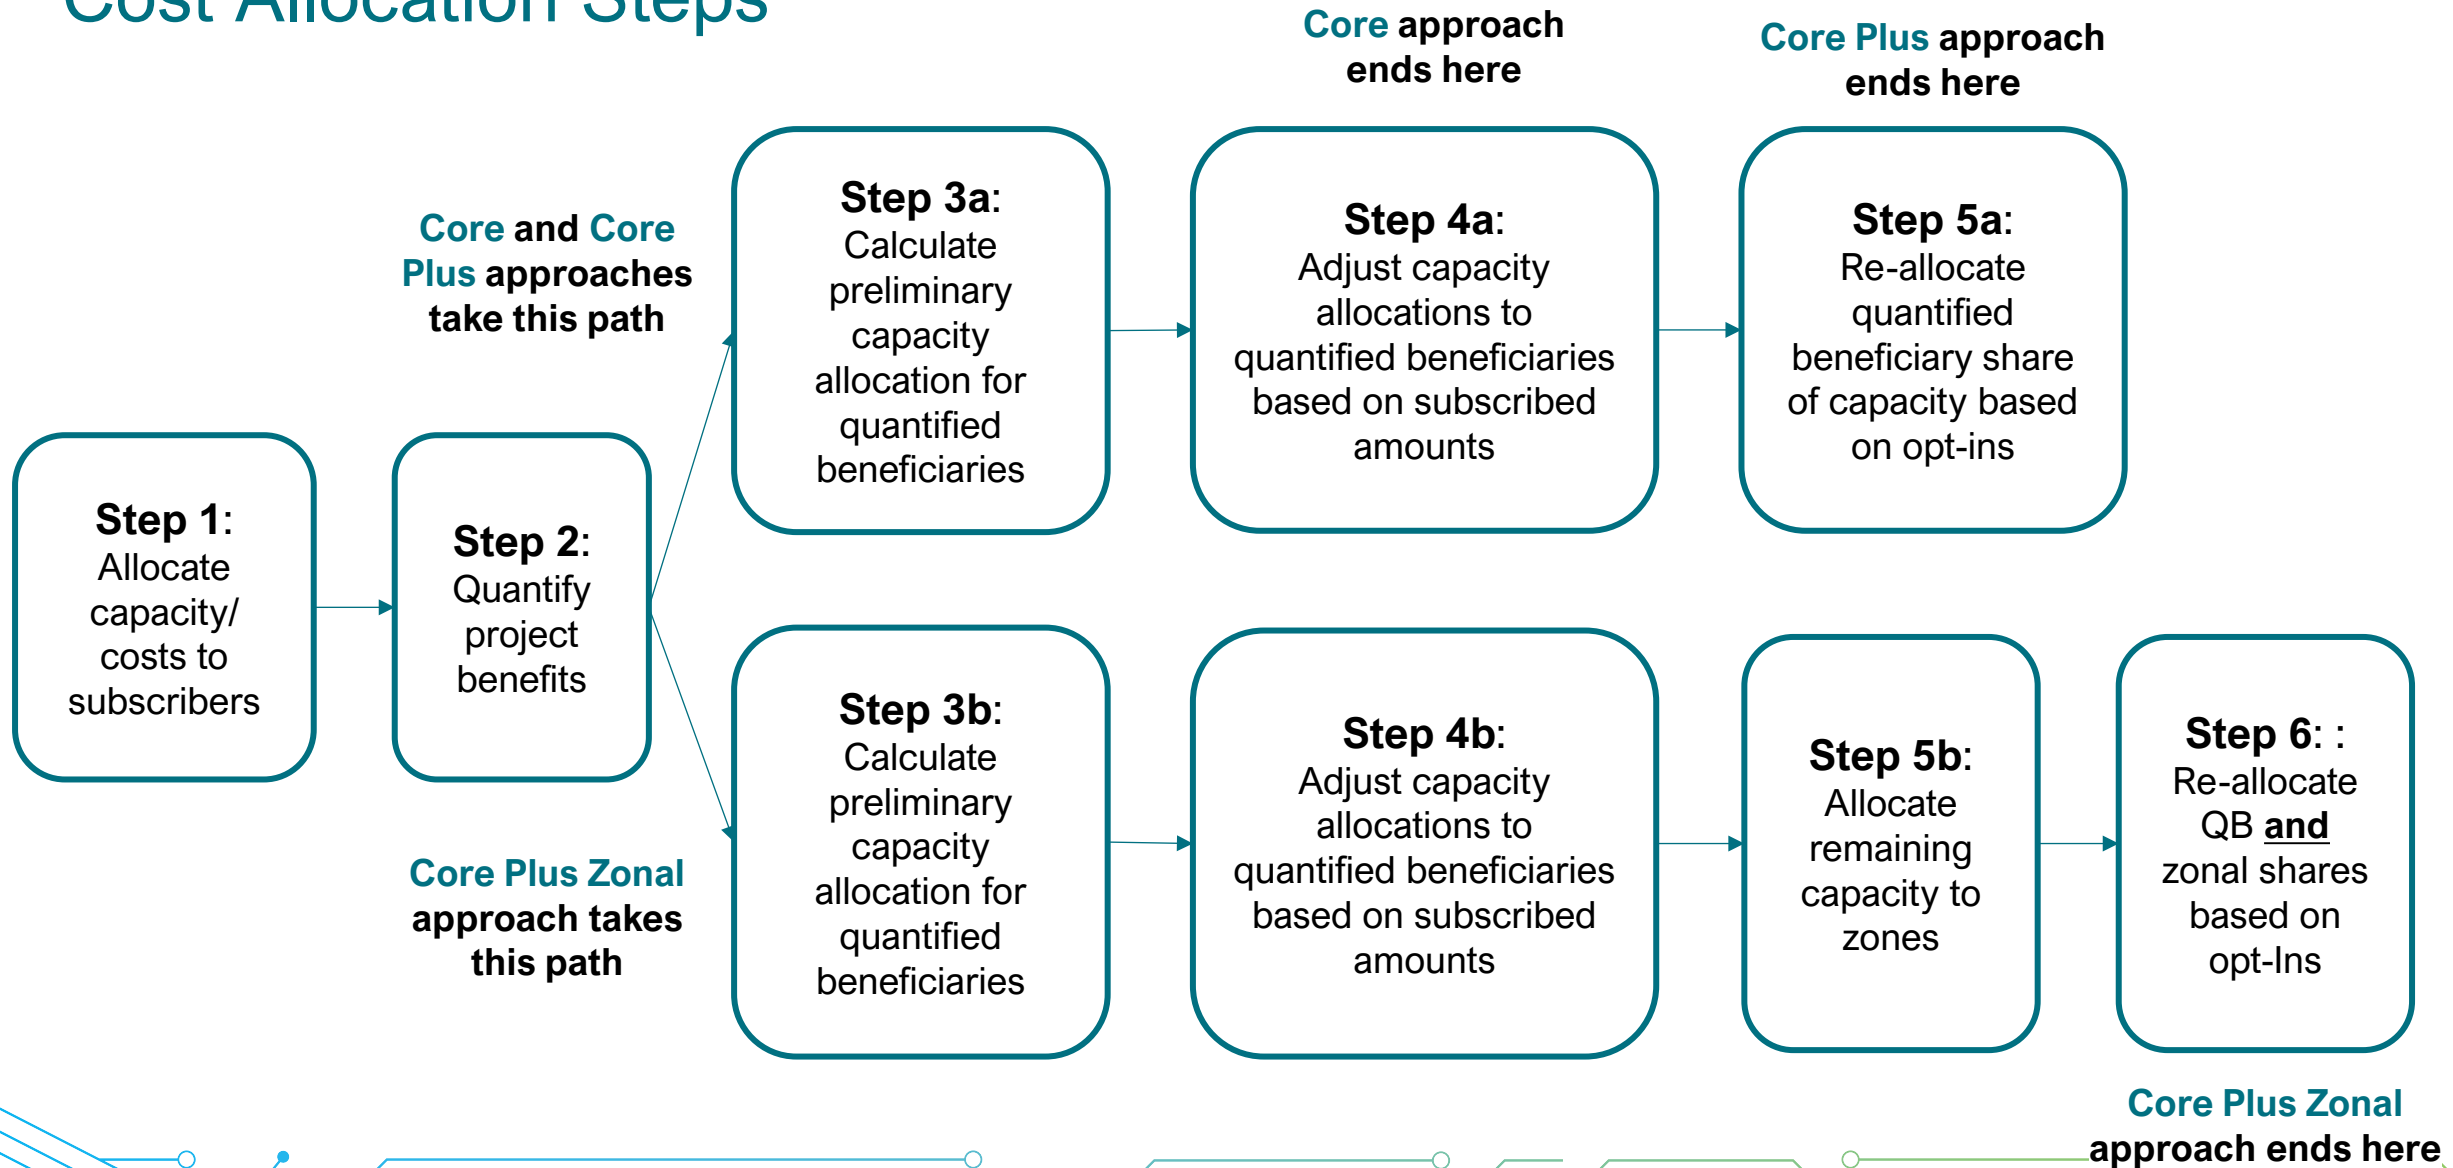 Cost Allocation Steps
Core approach
ends here
Core Plus approach
ends here
Core and Core
Plus approaches
take this path
Step 3a:
Calculate
preliminary
capacity
allocation for
quantified
beneficiaries
Step 4a:
Adjust capacity
allocations to
quantified beneficiaries
based on subscribed
amounts
Step 5a:
Re-allocate
quantified
beneficiary share
of capacity based
on opt-ins
Step 1:
Allocate
capacity/
costs to
subscribers
Step 2:
Quantify
project
benefits
Core Plus Zonal
approach takes
this path
Step 3b:
Calculate
preliminary
capacity
allocation for
quantified
beneficiaries
Step 4b:
Adjust capacity
allocations to
quantified beneficiaries
based on subscribed
amounts
Step 5b:
Allocate
remaining
capacity to
zones
Step 6: :
Re-allocate
QB and
zonal shares
based on
opt-Ins
Core Plus Zonal
approach ends here